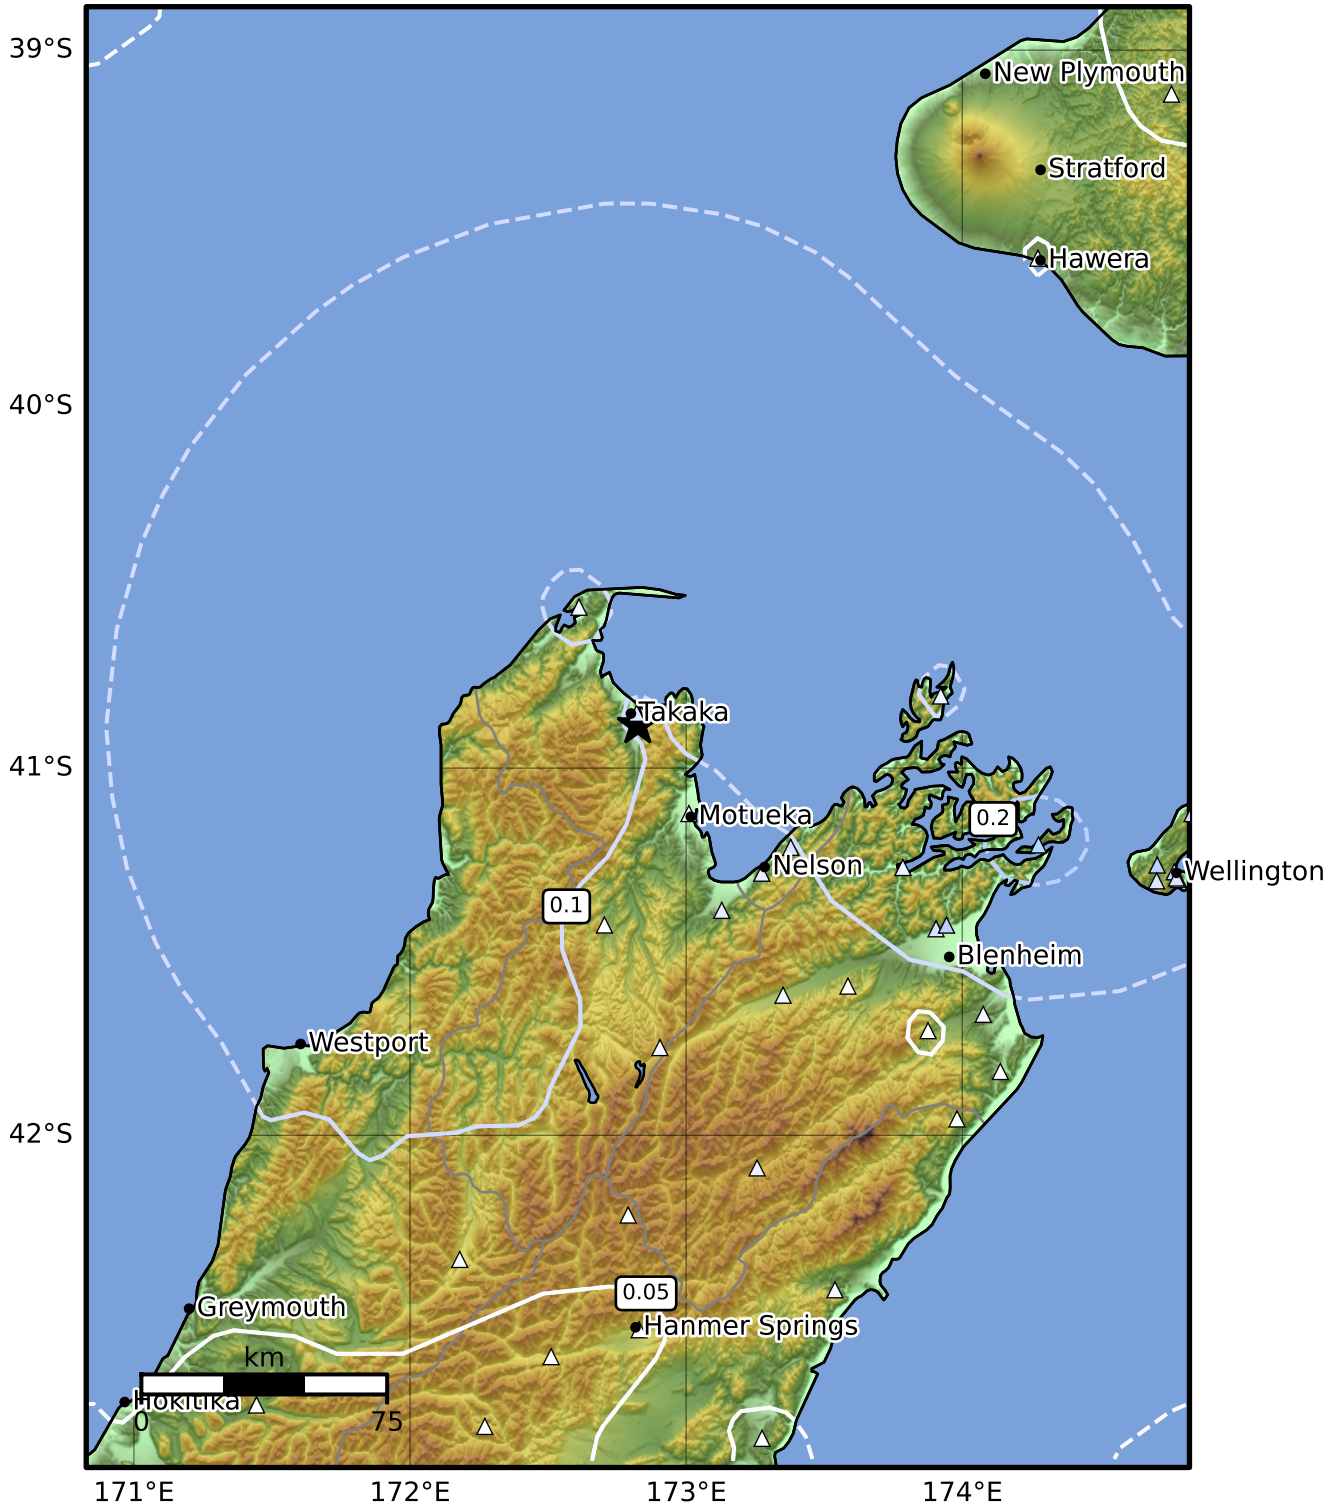 39°S
New Plymouth
Stratford
Hawera
40°S
Takaka
41°S
Motueka
0.2
Nelson
Wellington
0.1
Blenheim
Westport
42°S
0.05
Greymouth
Hanmer Springs
km
Hokitika
0 75
171°E 172°E 173°E 174°E